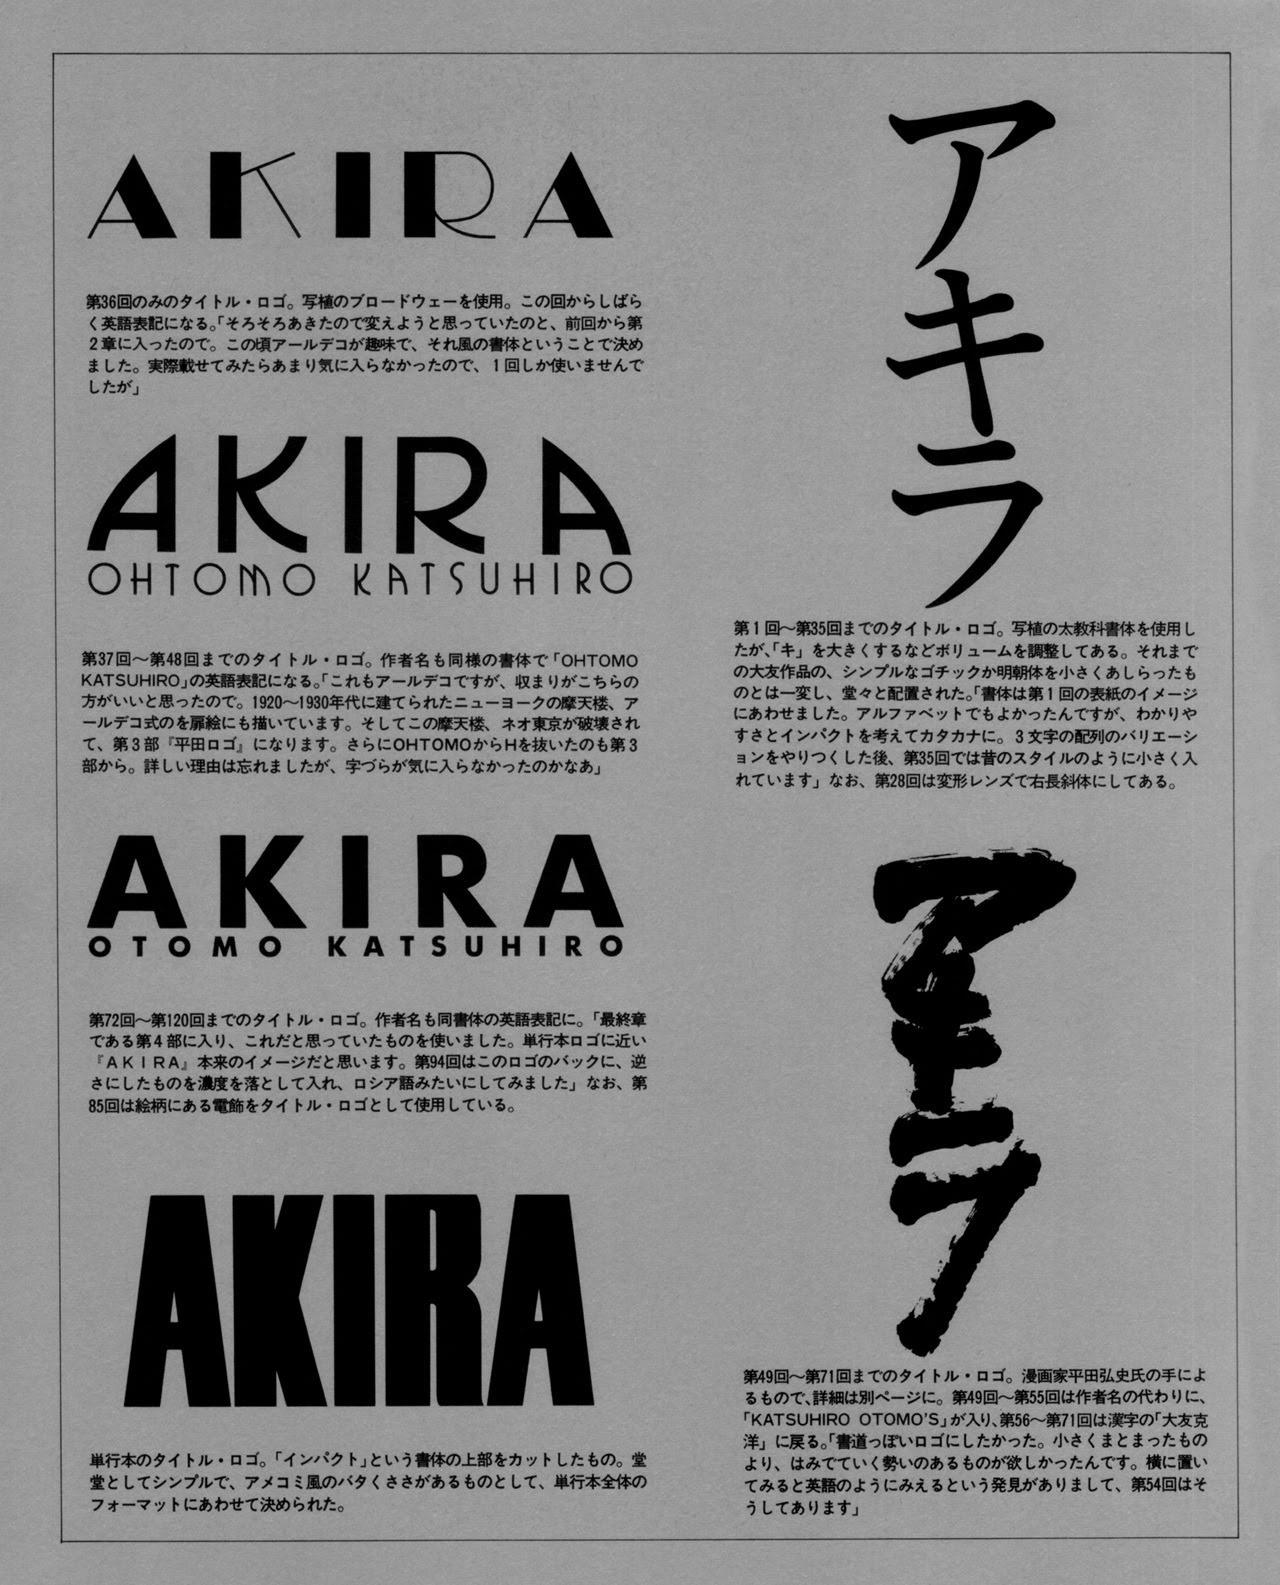 AKIRA
第36回のみのタイトル・ロゴ。写植のブロードウェーを使用。この回からしばら
く英語表記になる。「そろそろあきたので変えようと思っていたのと、前回から第
2章に入ったので。この頃アールデコが趣味で、それ風の書体ということで決め
ました。実際載せてみたらあまり気に入らなかったので、1回しか使いませんで
したが」
AKIRA
OHTOMO KATSUHIRO
第37回〜第48回までのタイトル・ロゴ。作者名も同様の書体で「OHTOMO
KATSUHIRO」の英語表記になる。「これもアールデコですが、収まりがこちらの
方がいいと思ったので。1920〜1930年代に建てられたニューヨークの摩天楼、ア
ールデコ式のを扉絵にも描いています。そしてこの摩天楼、ネオ東京が破壊され
て、第3部『平田ロゴ』になります。さらにOHTOMOからHを抜いたのも第3
部から。詳しい理由は忘れましたが、字づらが気に入らなかったのかなあ」
AKIRA
OTOMO KATSUHIRO
第72回〜第120回までのタイトル・ロゴ。作者名も同書体の英語表記に。「最終章
である第4部に入り、これだと思っていたものを使いました。単行本ロゴに近い
『AKIRA』本来のイメージだと思います。第94回はこのロゴのバックに、逆
さにしたものを濃度を落として入れ、ロシア語みたいにしてみました」なお、第
85回は絵柄にある電飾をタイトル・ロゴとして使用している。
AKIRA
単行本のタイトル・ロゴ。「インパクト」という書体の上部をカットしたもの。堂
堂としてシンプルで、アメコミ風のバタくささがあるものとして、単行本全体の
フォーマットにあわせて決められた。
アキラ
第1回〜第35回までのタイトル・ロゴ。写植の太教科書体を使用し
たが、「キ」を大きくするなどボリュームを調整してある。それまで
の大友作品の、シンプルなゴチックか明朝体を小さくあしらったも
のとは一変し、堂々と配置された。「書体は第1回の表紙のイメージ
にあわせました。アルファベットでもよかったんですが、わかりや
すさとインパクトを考えてカタカナに。3文字の配列のバリエーシ
ョンをやりつくした後、第35回では昔のスタイルのように小さく入
れています」なお、第28回は変形レンズで右長斜体にしてある。
アキラ
第49回〜第71回までのタイトル・ロゴ。漫画家平田弘史氏の手によ
るもので、詳細は別ページに。第49回〜第55回は作者名の代わりに、
「KATSUHIRO OTOMO'S」が入り、第56〜第71回は漢字の「大友克
洋」に戻る。「書道っぽいロゴにしたかった。小さくまとまったもの
より、はみでていく勢いのあるものが欲しかったんです。横に置い
てみると英語のようにみえるという発見がありまして、第54回はそ
うしてあります」